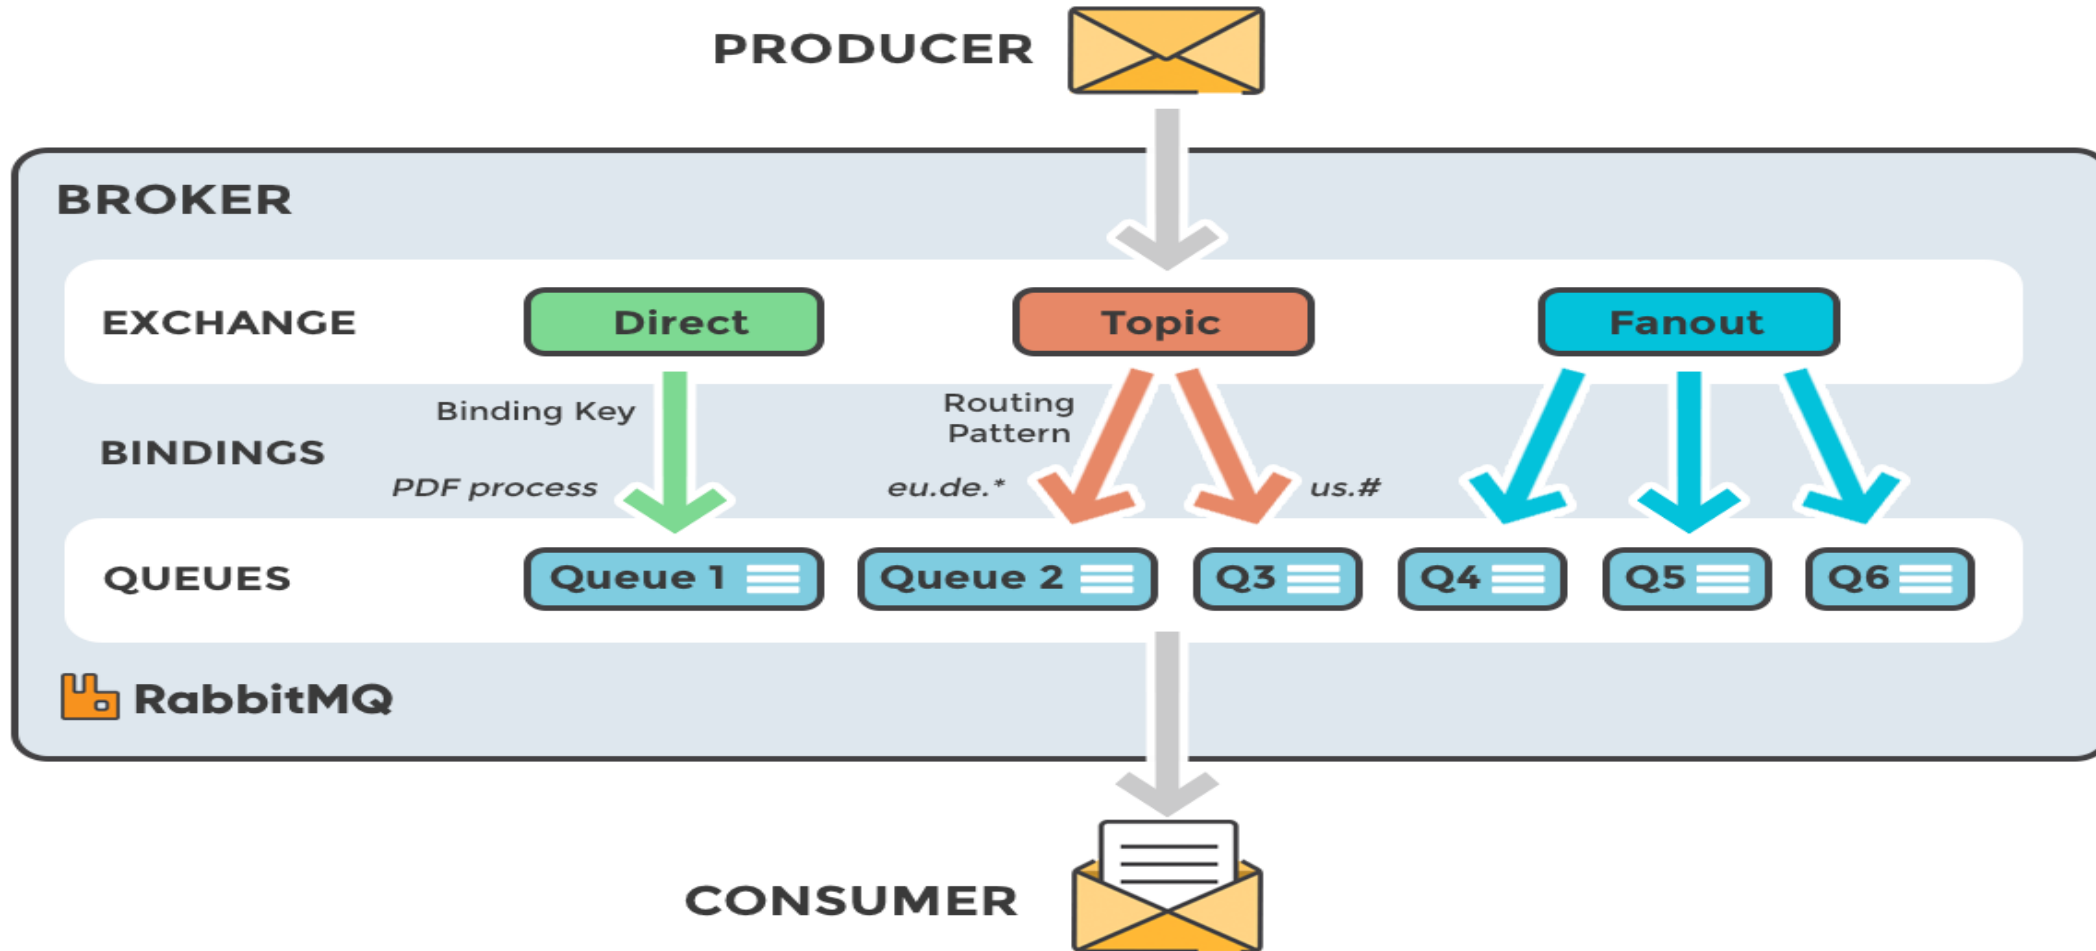 PRODUCER
BROKER
EXCHANGE
Direct
Topic
Fanout
BINDINGS
Binding Key
PDF process
Routing
Pattern
eu.de.*
us.#
QUEUES
Queue 1
Queue 2
Q3
Q4
Q5
Q6
RabbitMQ
CONSUMER